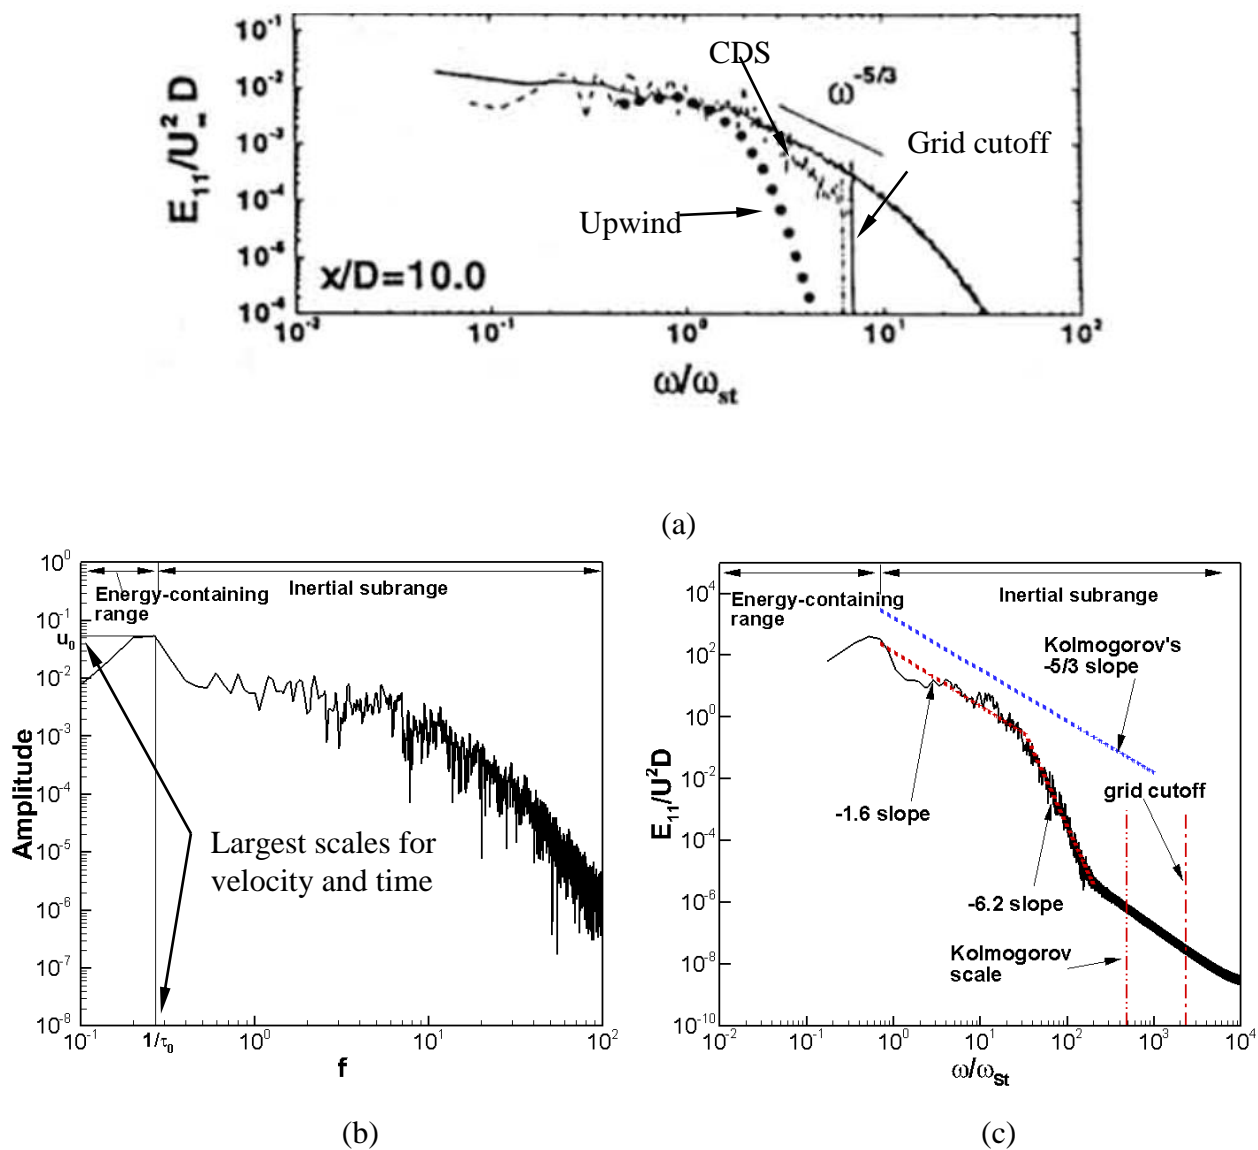 10⁻¹
10⁻²
10⁻³
10⁻⁴
10⁻⁵
10⁻⁶
E₁₁/U²∞D
CDS
ω⁻⁵/³
Grid cutoff
Upwind
x/D=10.0
10⁻² 10⁻¹ 10⁰ 10¹ 10²
ω/ω_st
(a)
10⁰
10⁻¹
u₀
10⁻²
10⁻³
10⁻⁴
10⁻⁵
10⁻⁶
10⁻⁷
10⁻⁸
Amplitude
Energy-containing
range
Inertial subrange
Largest scales for
velocity and time
10⁻¹ 1/τ₀ 10⁰ 10¹ 10²
f
(b)
10⁴
10²
10⁰
10⁻²
10⁻⁴
10⁻⁶
10⁻⁸
10⁻¹⁰
E₁₁/U²D
Energy-containing
range
Inertial subrange
Kolmogorov's
-5/3 slope
grid cutoff
-1.6 slope
-6.2 slope
Kolmogorov
scale
10⁻² 10⁻¹ 10⁰ 10¹ 10² 10³ 10⁴
ω/ω_St
(c)